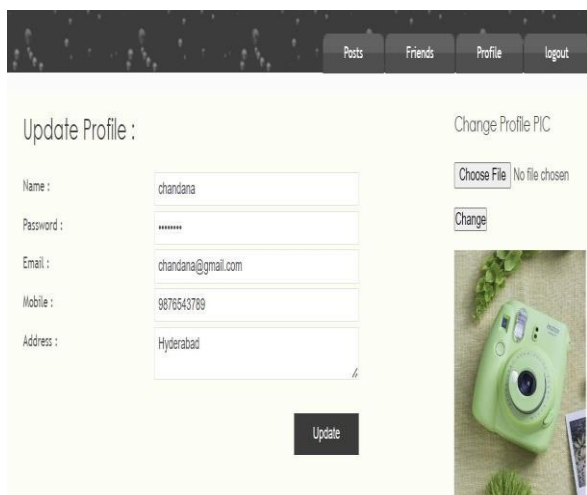 Posts Friends Profile logout
Update Profile :
Name : chandana
Password : ••••••••
Email : chandana@gmail.com
Mobile : 9876543789
Address : Hyderabad
Update
Change Profile PIC
Choose File No file chosen
Change